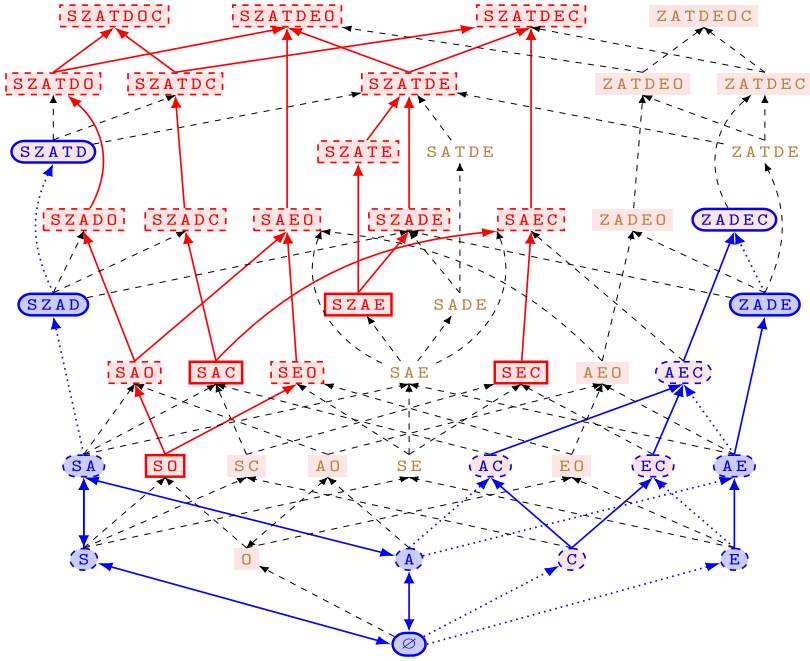 SZATDOC SZATDEO SZATDEC ZATDEOC
SZATDO SZATDC SZATDE ZATDEO ZATDEC
SZATD SZATE SATDE ZATDE
SZADO SZADC SAEO SZADE SAEC ZADEO ZADEC
SZAD SZAE SADE ZADE
SAO SAC SEO SAE SEC AEO AEC
SA SO SC AO SE AC EO EC AE
S O A C E
∅